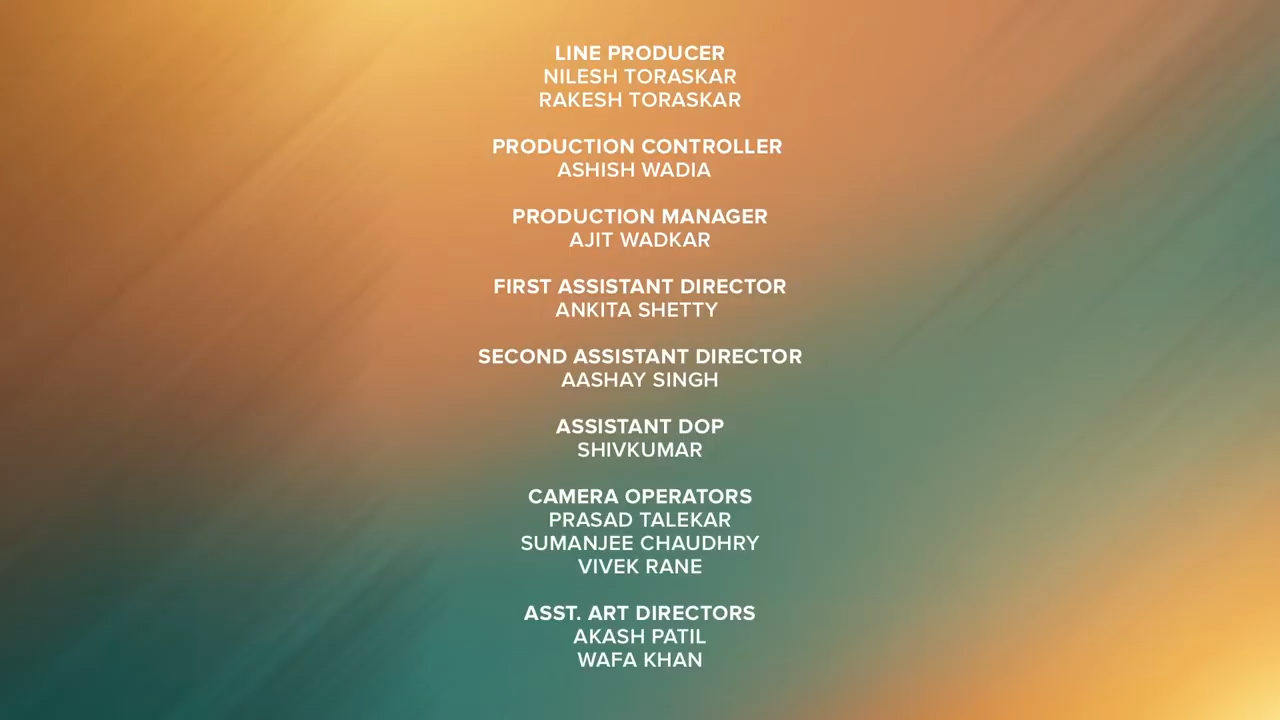 LINE PRODUCER
NILESH TORASKAR
RAKESH TORASKAR
PRODUCTION CONTROLLER
ASHISH WADIA
PRODUCTION MANAGER
AJIT WADKAR
FIRST ASSISTANT DIRECTOR
ANKITA SHETTY
SECOND ASSISTANT DIRECTOR
AASHAY SINGH
ASSISTANT DOP
SHIVKUMAR
CAMERA OPERATORS
PRASAD TALEKAR
SUMANJEE CHAUDHRY
VIVEK RANE
ASST. ART DIRECTORS
AKASH PATIL
WAFA KHAN